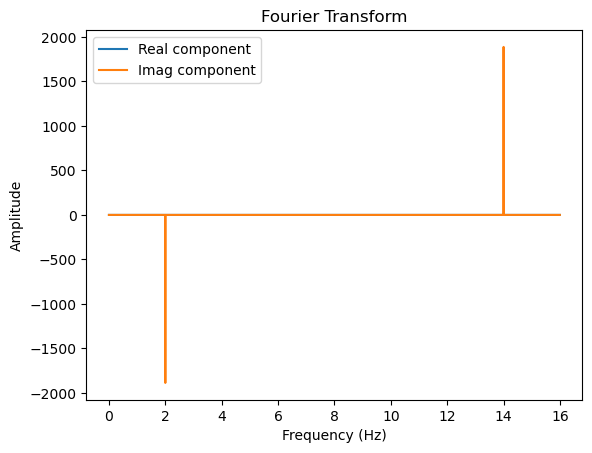 Fourier Transform
Real component
Imag component
2000
1500
1000
500
0
−500
−1000
−1500
−2000
Amplitude
0 2 4 6 8 10 12 14 16
Frequency (Hz)